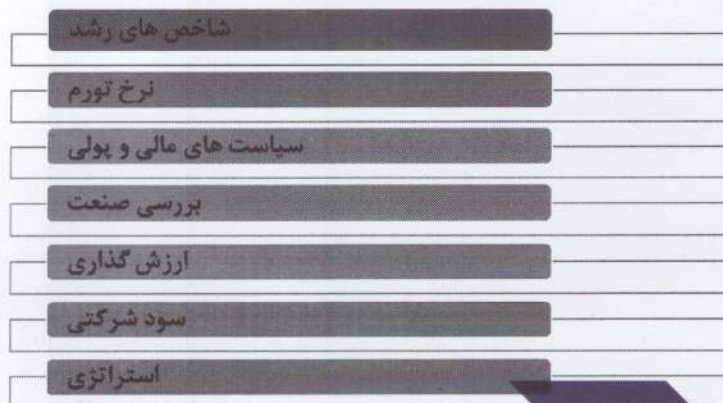 شاخص های رشد
نرخ تورم
سیاست های مالی و پولی
بررسی صنعت
ارزش گذاری
سود شرکتی
استراتژی